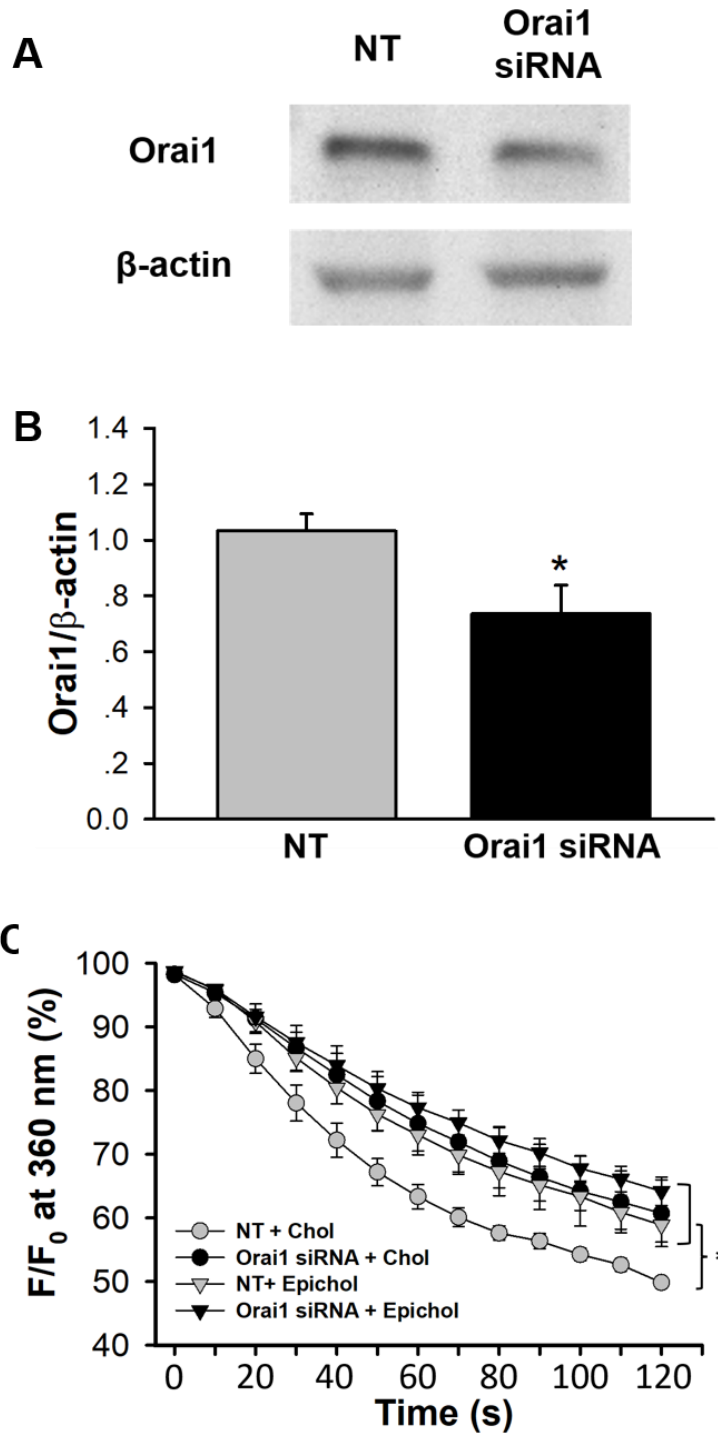 A
NT
Orai1
siRNA
Orai1
β-actin
B
Orai1/β-actin
1.4
1.2
1.0
.8
.6
.4
.2
0.0
*
NT
Orai1 siRNA
C
F/F0 at 360 nm (%)
100
90
80
70
60
50
40
NT + Chol
Orai1 siRNA + Chol
NT+ Epichol
Orai1 siRNA + Epichol
*
0
20
40
60
80
100
120
Time (s)